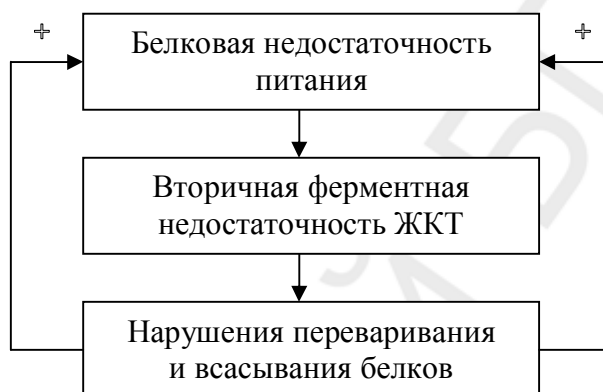 +
+
Белковая недостаточность
питания
Вторичная ферментная
недостаточность ЖКТ
Нарушения переваривания
и всасывания белков